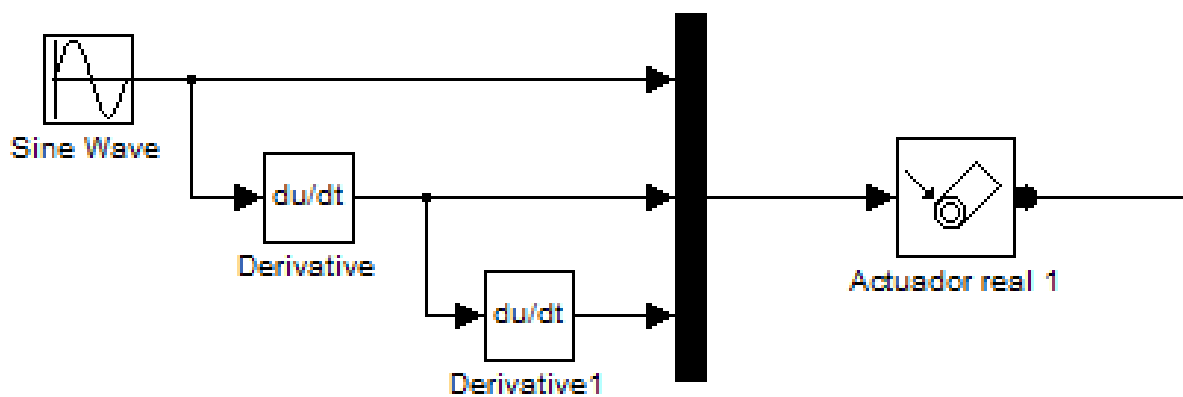 Sine Wave
du/dt
Derivative
du/dt
Derivative1
Actuador real 1